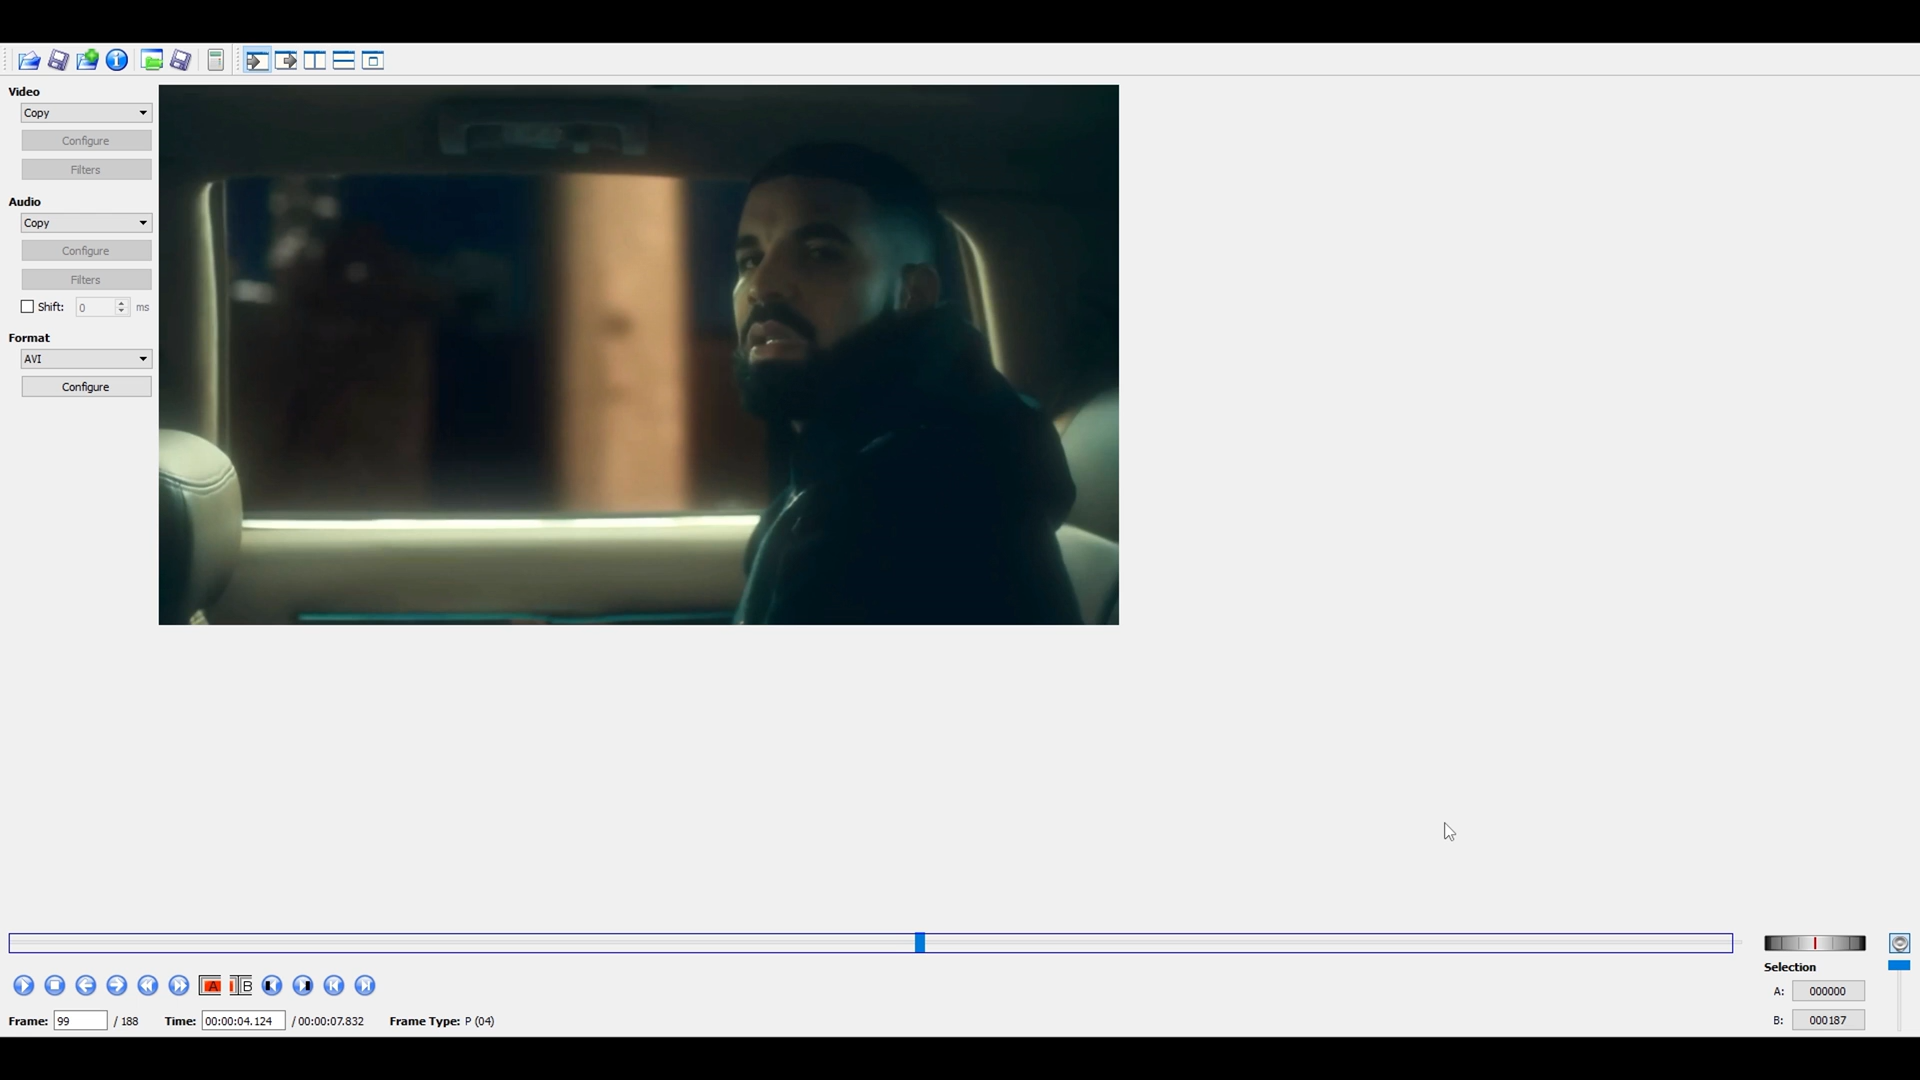 Video
Copy
Configure
Filters
Audio
Copy
Configure
Filters
Shift: 0 ms
Format
AVI
Configure
A B
Selection
A: 000000
B: 000187
Frame: 99 / 188 Time: 00:00:04.124 / 00:00:07.832 Frame Type: P (04)